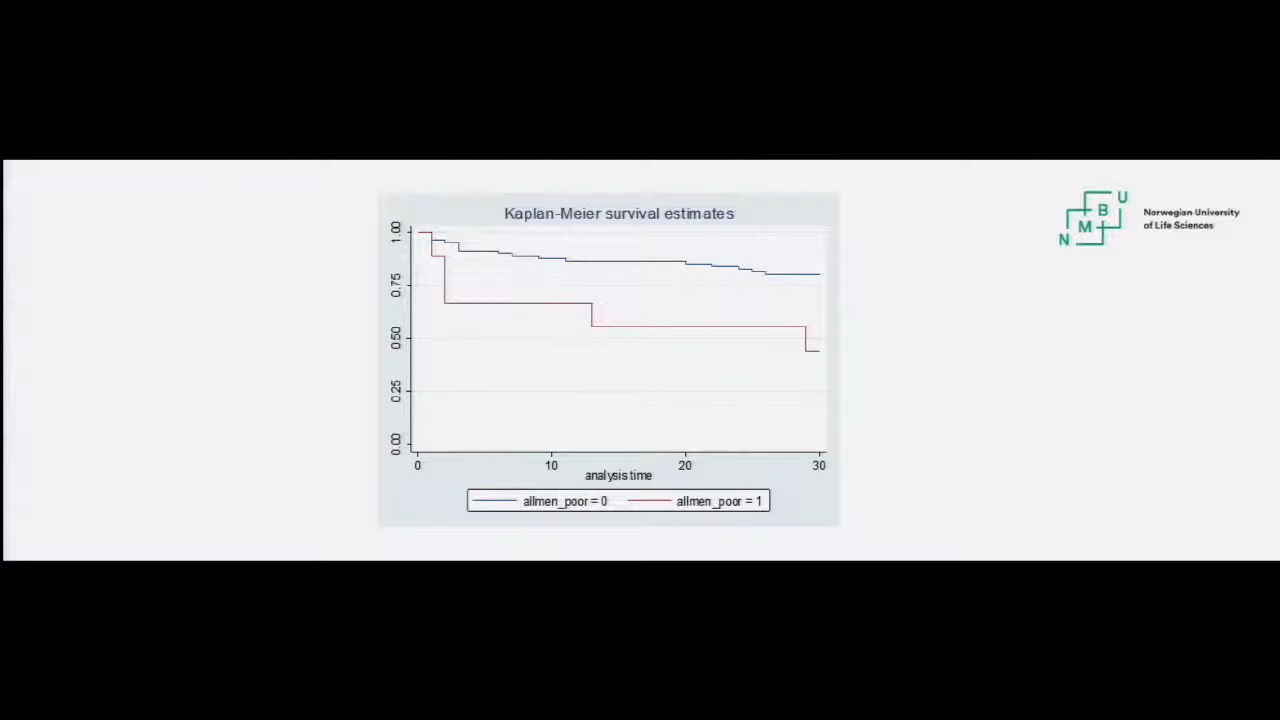 Kaplan-Meier survival estimates
1.00
0.75
0.50
0.25
0.00
0 10 20 30
analysis time
allmen_poor = 0 allmen_poor = 1
N M B U
Norwegian University
of Life Sciences